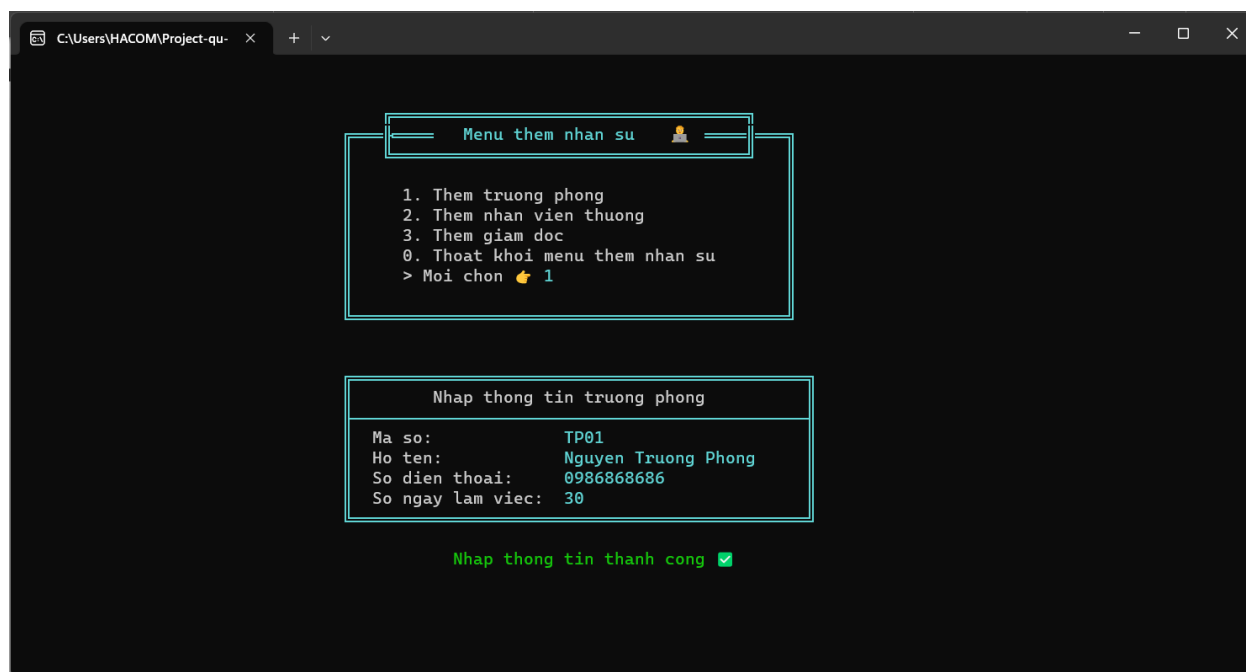 C:\Users\HACOM\Project-qu-
Menu them nhan su 🧑‍💻
1. Them truong phong
2. Them nhan vien thuong
3. Them giam doc
0. Thoat khoi menu them nhan su
> Moi chon 👉 1
Nhap thong tin truong phong
Ma so: TP01
Ho ten: Nguyen Truong Phong
So dien thoai: 0986868686
So ngay lam viec: 30
Nhap thong tin thanh cong ✅